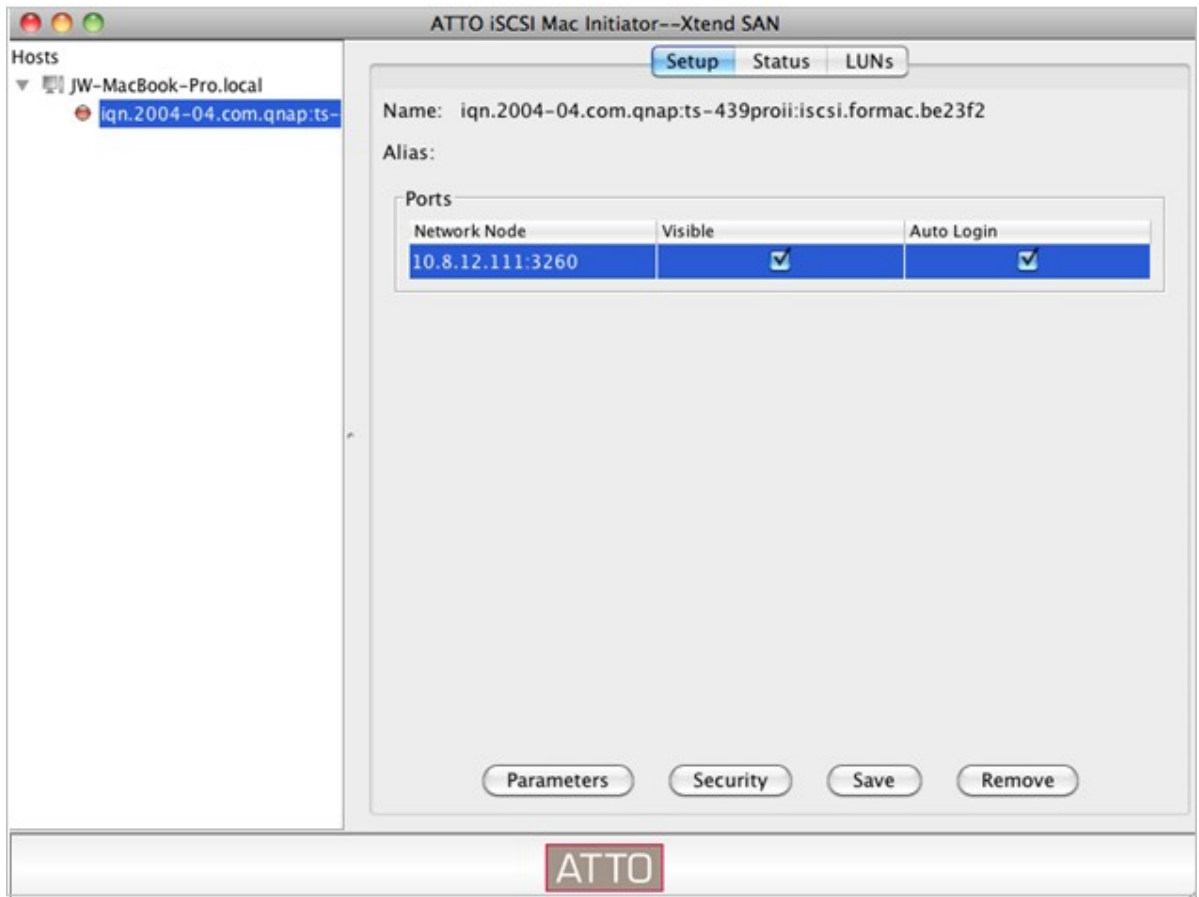 ATTO iSCSI Mac Initiator--Xtend SAN
Hosts
JW-MacBook-Pro.local
iqn.2004-04.com.qnap:ts-
Setup Status LUNs
Name: iqn.2004-04.com.qnap:ts-439proii:iscsi.formac.be23f2
Alias:
Ports
Network Node Visible Auto Login
10.8.12.111:3260
Parameters Security Save Remove
ATTO